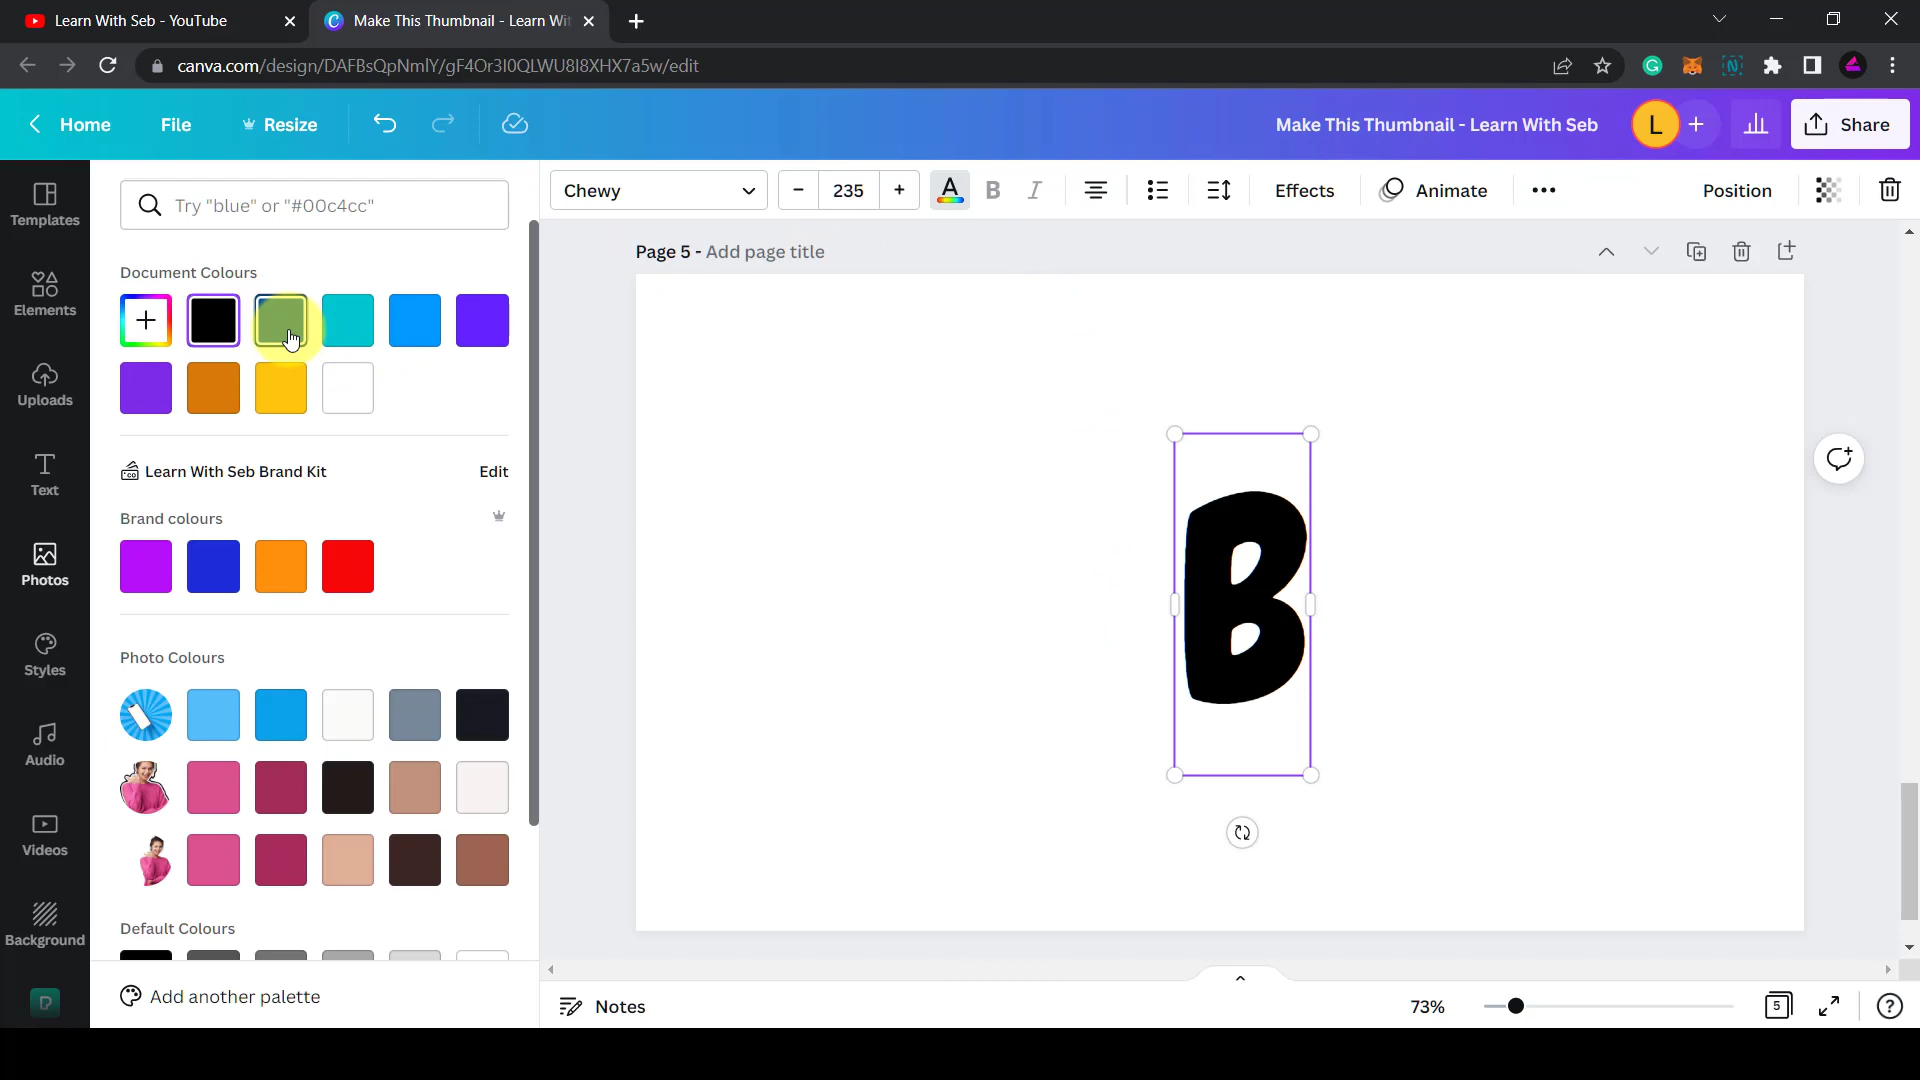 Learn With Seb - YouTube
Make This Thumbnail - Learn Wit
canva.com/design/DAFBsQpNmlY/gF4Or3I0QLWU8I8XHX7a5w/edit
Home
File
Resize
Make This Thumbnail - Learn With Seb
L
Share
Templates
Elements
Uploads
Text
Photos
Styles
Audio
Videos
Background
Try "blue" or "#00c4cc"
Chewy
235
A
B
I
Effects
Animate
Position
Document Colours
Learn With Seb Brand Kit
Edit
Brand colours
Photo Colours
Default Colours
Add another palette
Page 5 - Add page title
B
Notes
73%
5